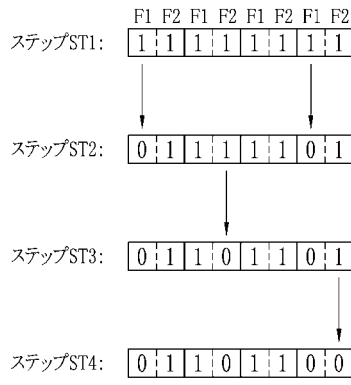 F1 F2 F1 F2 F1 F2 F1 F2
ステップST1: 1 1 1 1 1 1 1 1
ステップST2: 0 1 1 1 1 1 0 1
ステップST3: 0 1 1 0 1 1 0 1
ステップST4: 0 1 1 0 1 1 0 0